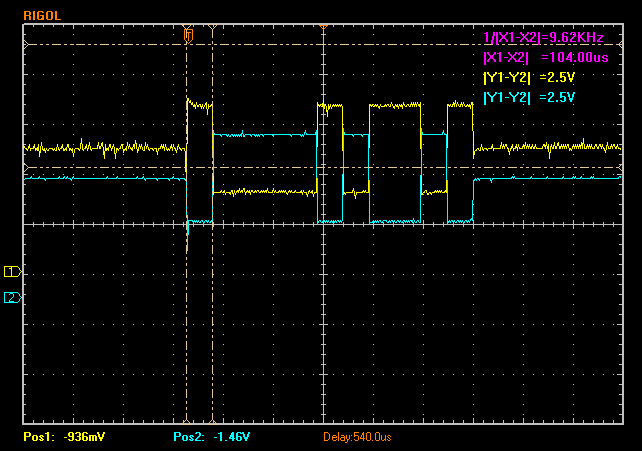 RIGOL
T
1/|X1-X2|=9.62KHz
|X1-X2| =104.00us
|Y1-Y2| =2.5V
|Y1-Y2| =2.5V
1
2
Pos1: -936mV Pos2: -1.46V Delay:540.0us